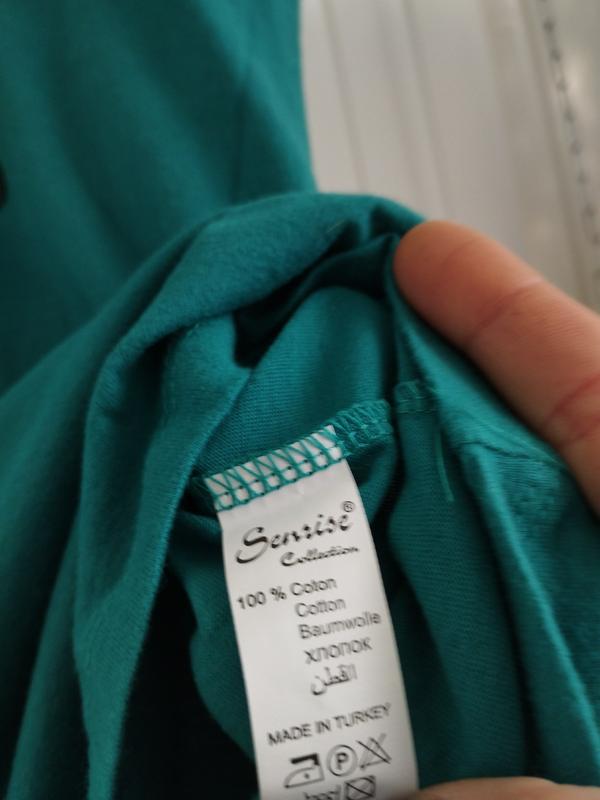 Senrise®
Collection
100 % Coton
Cotton
Baumwolle
хлопок
القطن
MADE IN TURKEY
P